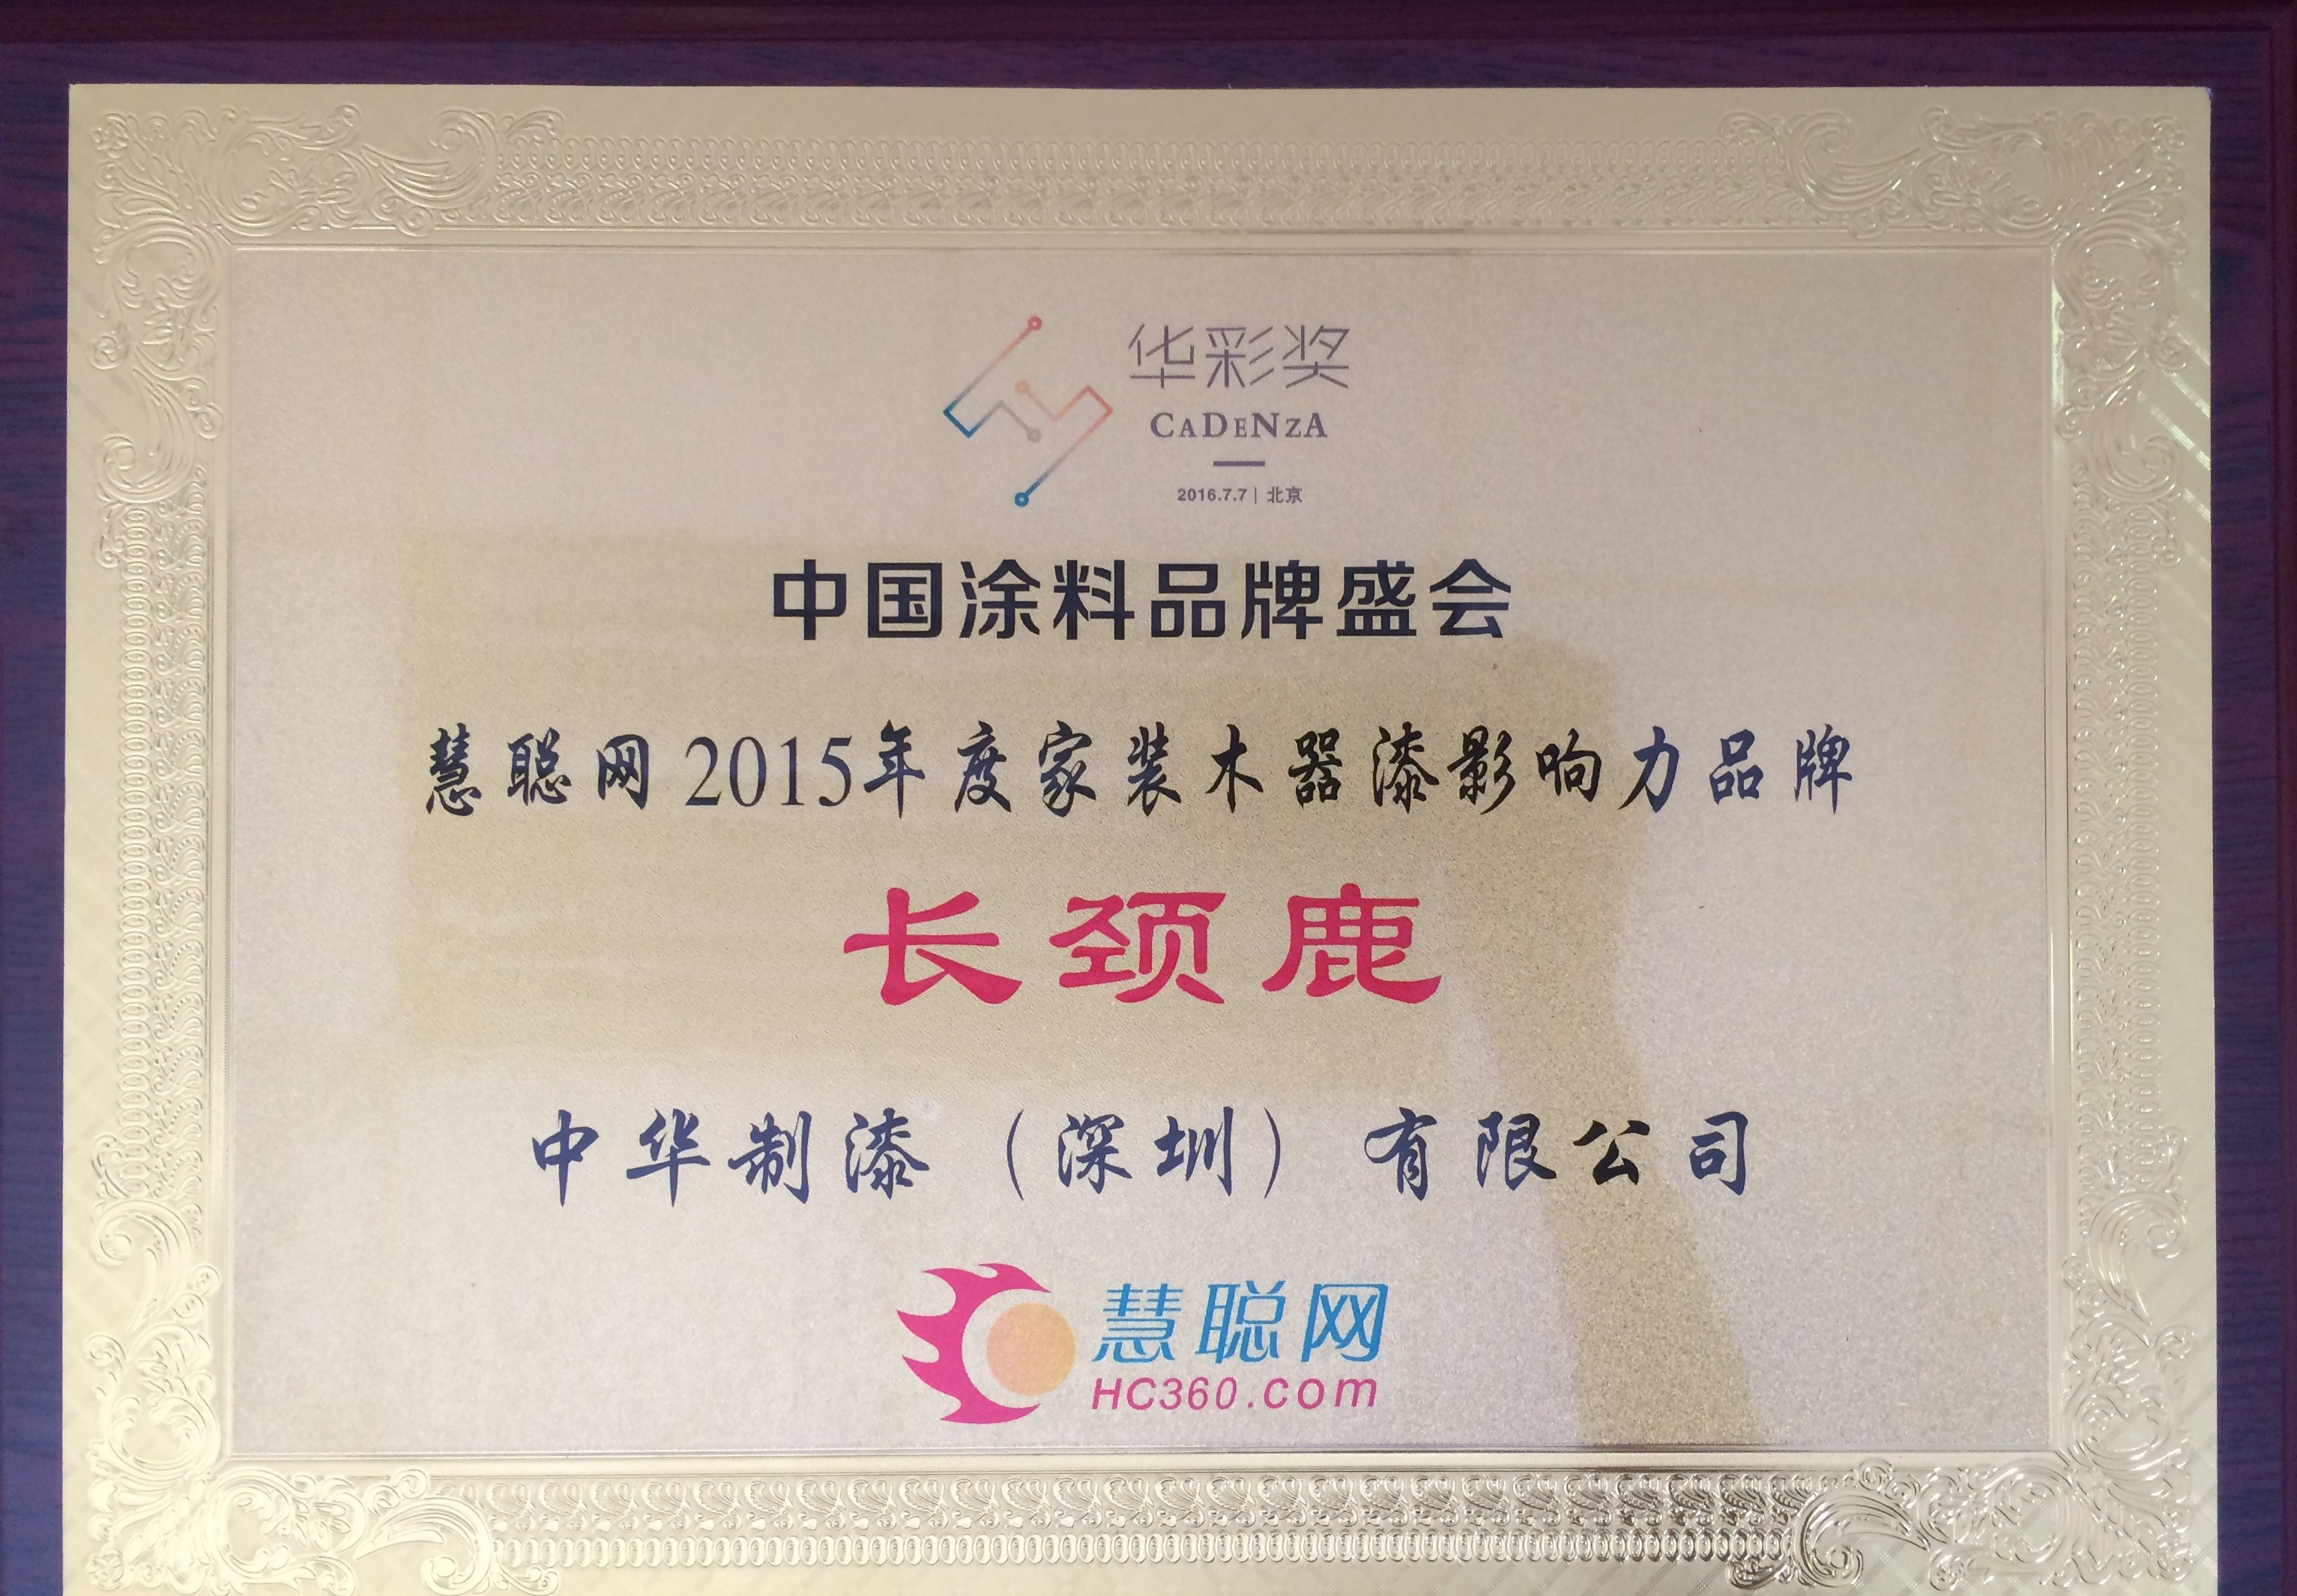 华彩奖
CADENZA
2016.7.7 | 北京
中国涂料品牌盛会
慧聪网2015年度家装木器漆影响力品牌
长颈鹿
中华制漆（深圳）有限公司
慧聪网
HC360.com